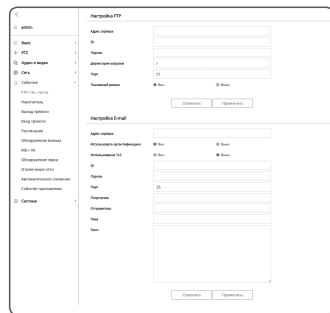 admin
Basic
PTZ
Аудио и видео
Сеть
Событие
FTP / Эл. почта
Накопитель
Выход тревоги
Вход тревоги
Расписание
Обнаружение взлома
MD / VA
Обнаружение звука
Отключение сети
Автоматическое слежение
Событие приложения
Система
Настройка FTP
Адрес сервера
ID
Пароль
Директория загрузки /
Порт 21
Пассивный режим Вкл. Выкл.
Отменить Применить
Настройка E-mail
Адрес сервера
Использовать аутентификацию Вкл. Выкл.
Использование TLS Вкл. Выкл.
ID
Пароль
Порт 25
Получатель
Отправитель
Тема
Текст
Отменить Применить